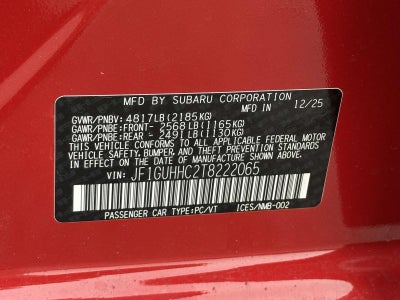 MFD BY SUBARU CORPORATION 12/25
GVWR/PNBV: 4817LB(2185KG)
GAWR/PNBE:FRONT- 2568LB(1165KG)
GAWR/PNBE:REAR - 2491LB(1130KG)
THIS VEHICLE CONFORMS TO ALL APPLICABLE FEDERAL MOTOR
VEHICLE SAFETY, BUMPER, AND THEFT PREVENTION STANDARDS
IN EFFECT ON THE DATE OF MANUFACTURE SHOWN ABOVE.
VIN: JF1GUHHC2T8222065
PASSENGER CAR TYPE:PC/VT ICES/NMB-002